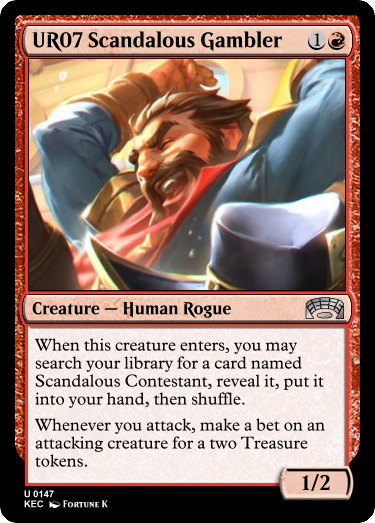 UR07 Scandalous Gambler 1
Creature — Human Rogue
When this creature enters, you may
search your library for a card named
Scandalous Contestant, reveal it, put it
into your hand, then shuffle.
Whenever you attack, make a bet on an
attacking creature for a two Treasure
tokens.
1/2
U 0147
KEC Fortune K